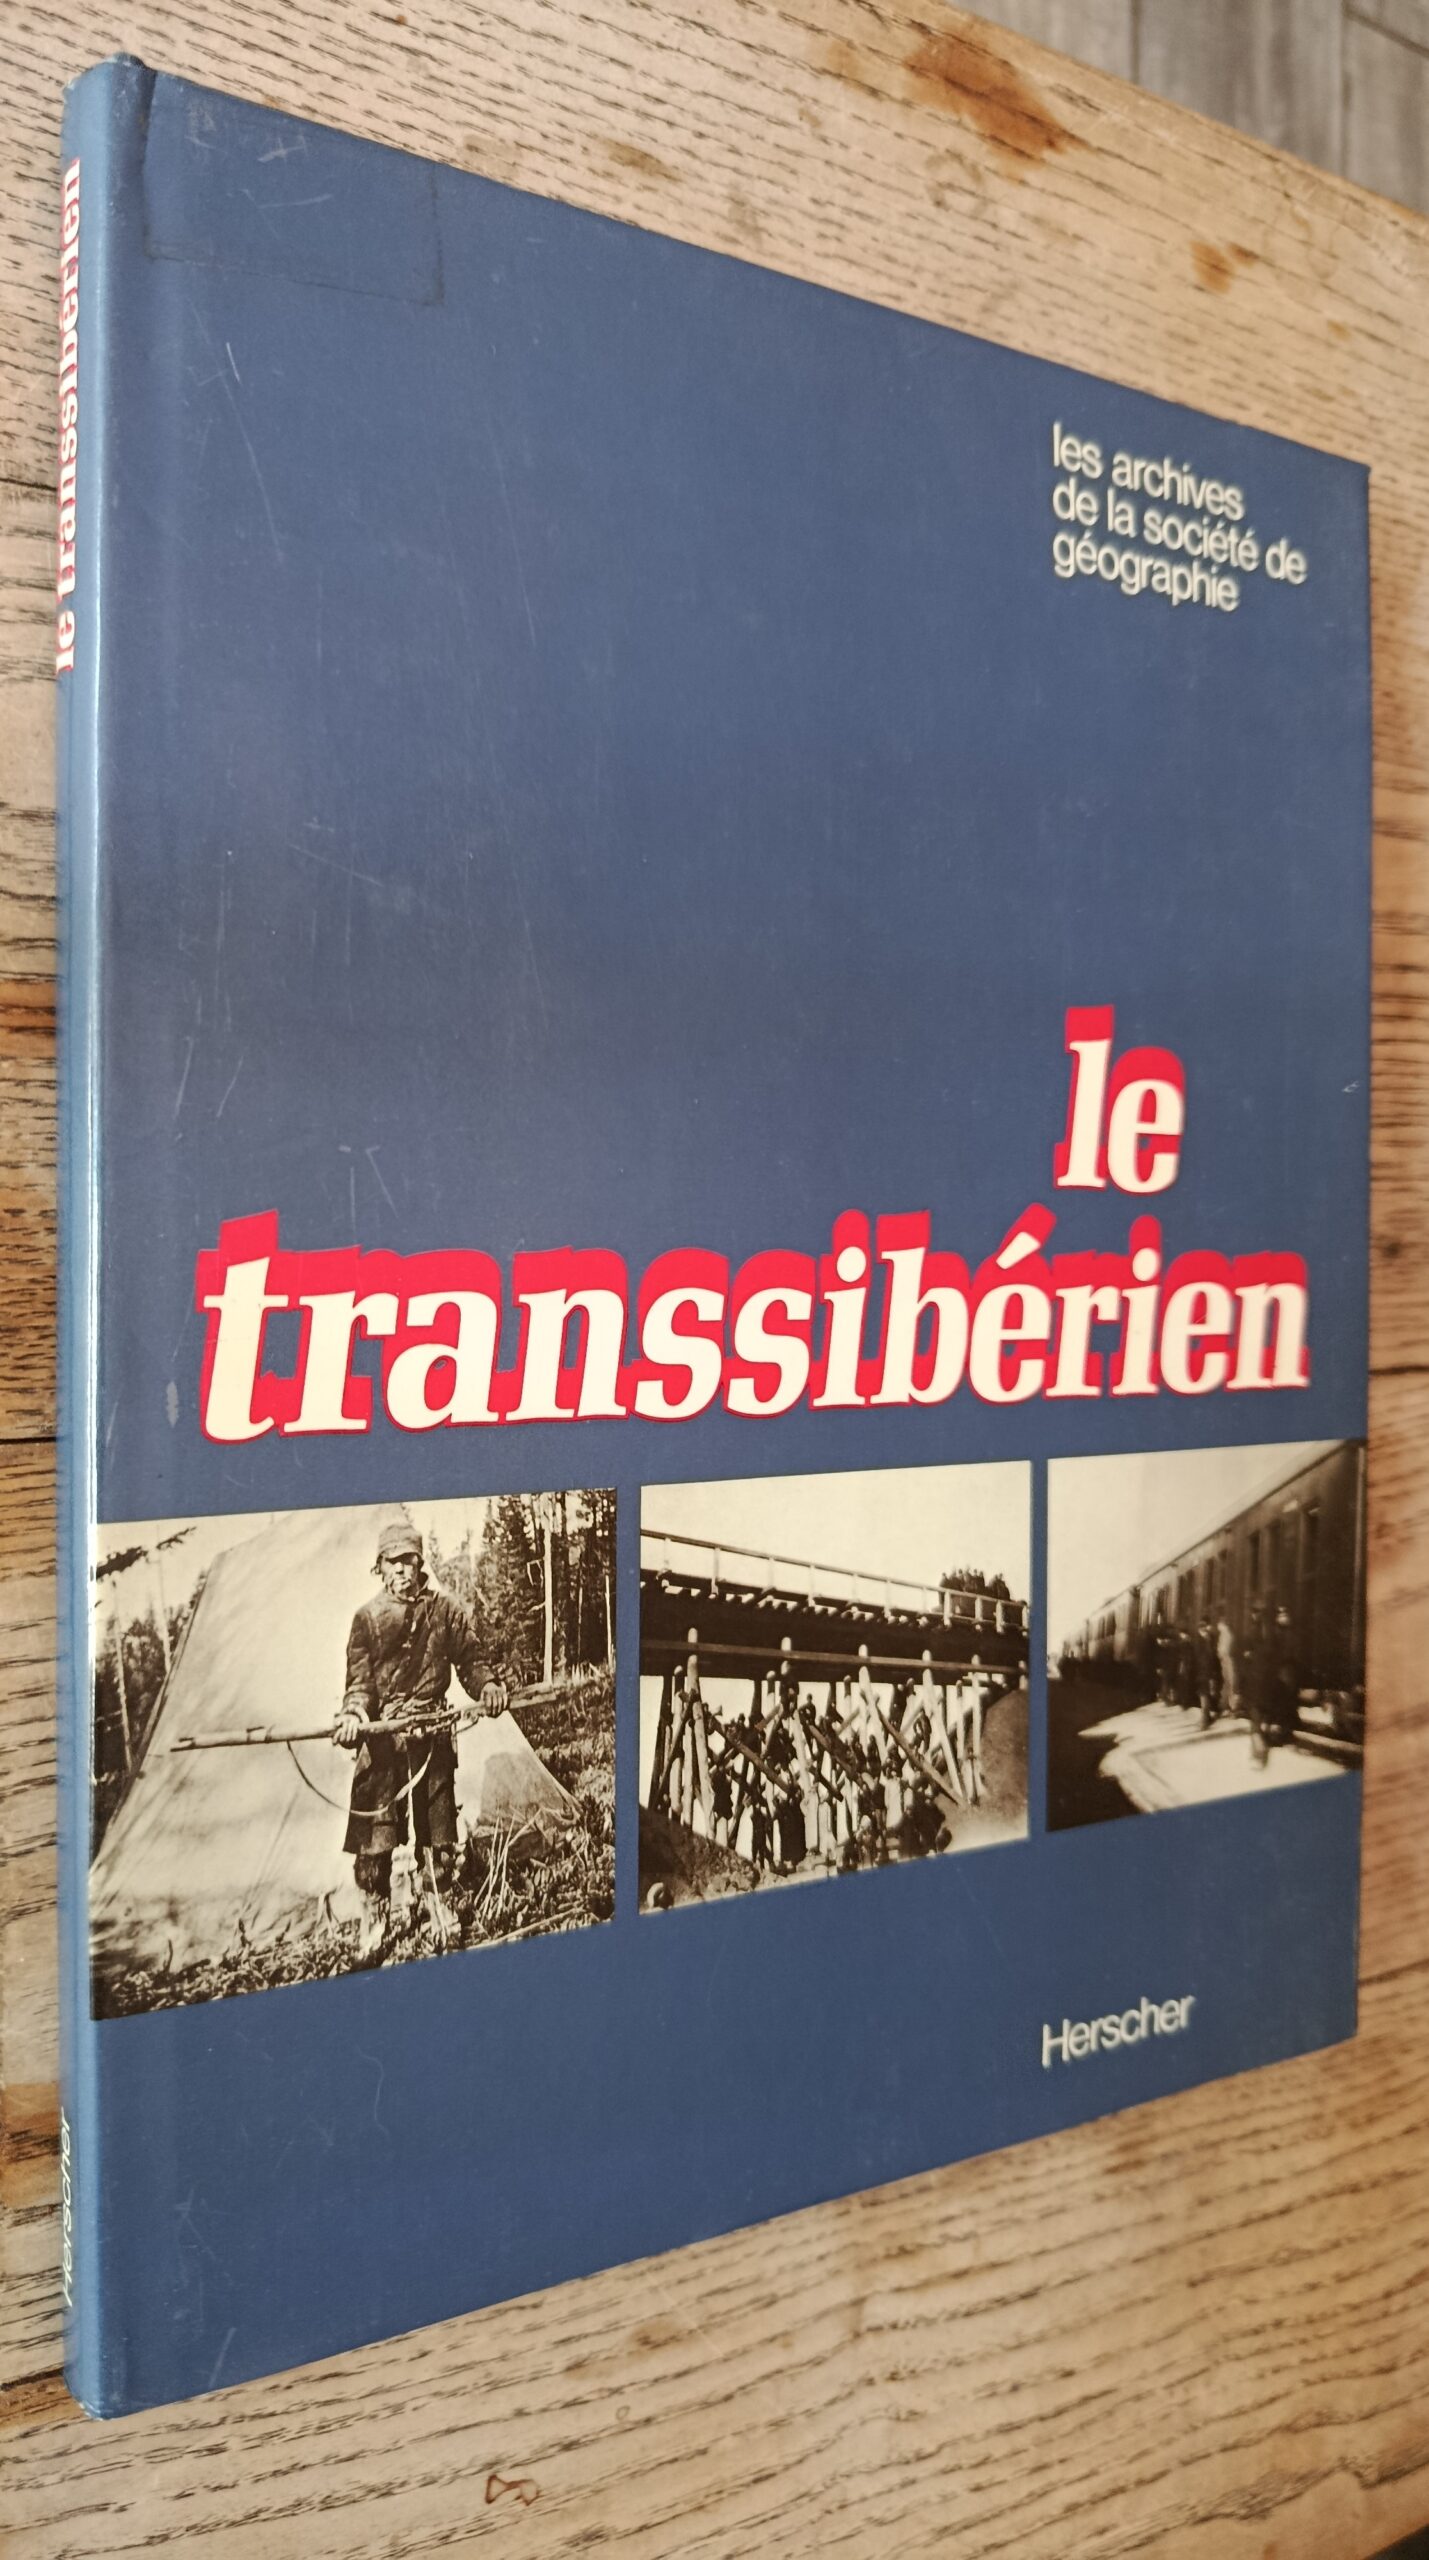 le transsibérien
Herscher
les archives
de la société de
géographie
le
transsibérien
Herscher